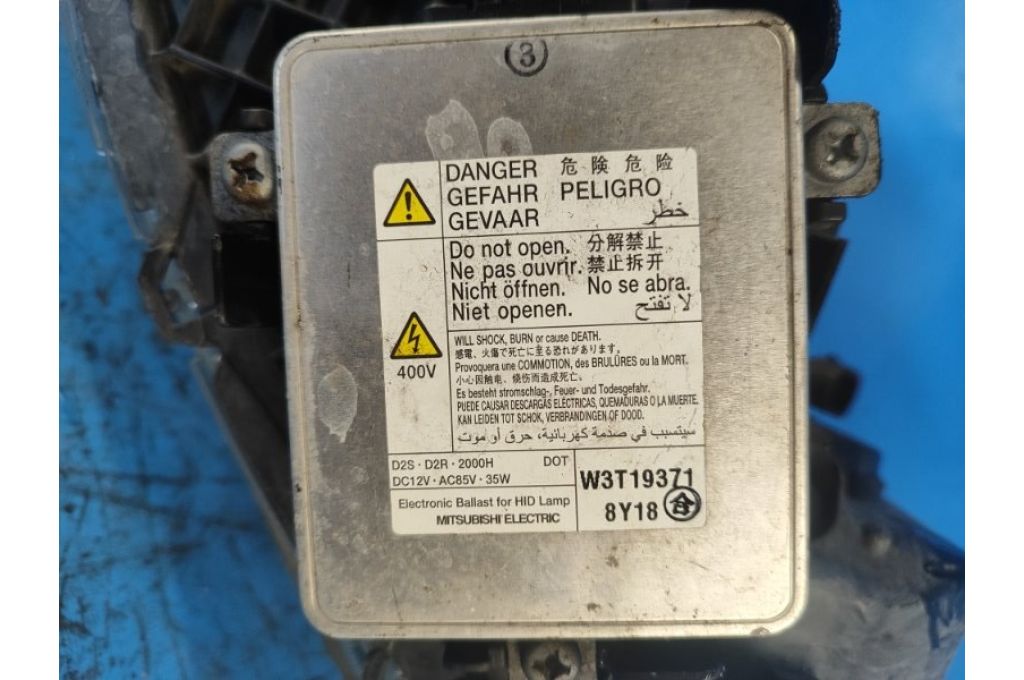 3
DANGER 危険 危险
GEFAHR PELIGRO
GEVAAR خطر
Do not open. 分解禁止
Ne pas ouvrir. 禁止拆开
Nicht öffnen. No se abra.
Niet openen. لا تفتح
400V
WILL SHOCK, BURN or cause DEATH.
感電、火傷で死亡に至る恐れがあります。
Provoquera une COMMOTION, des BRULÛRES ou la MORT.
小心因触电、烧伤而造成死亡。
Es besteht stromschlag-, Feuer- und Todesgefahr.
PUEDE CAUSAR DESCARGAS ELÉCTRICAS, QUEMADURAS O LA MUERTE.
KAN LEIDEN TOT SCHOK, VERBRANDINGEN OF DOOD.
سيتسبب في صدمة كهربائية، حرق أو موت
D2S · D2R · 2000H DOT
DC12V · AC85V · 35W
Electronic Ballast for HID Lamp
MITSUBISHI ELECTRIC
W3T19371
8Y18 合